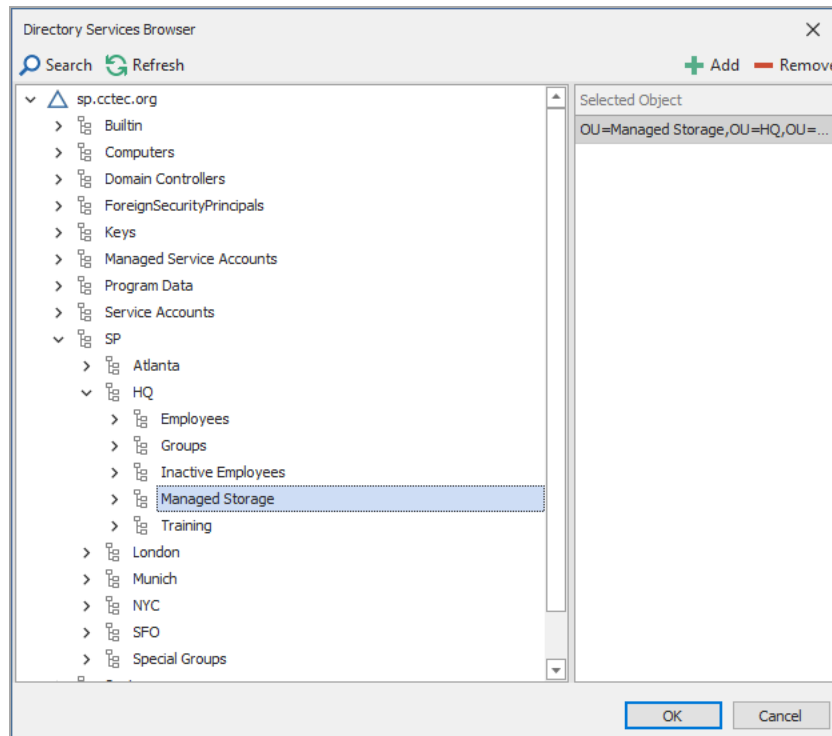 Directory Services Browser
Search Refresh Add Remove
sp.cctec.org
Selected Object
Builtin
OU=Managed Storage,OU=HQ,OU=...
Computers
Domain Controllers
ForeignSecurityPrincipals
Keys
Managed Service Accounts
Program Data
Service Accounts
SP
Atlanta
HQ
Employees
Groups
Inactive Employees
Managed Storage
Training
London
Munich
NYC
SFO
Special Groups
OK Cancel